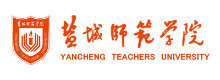 盐城师范学院
YANCHENG TEACHERS UNIVERSITY